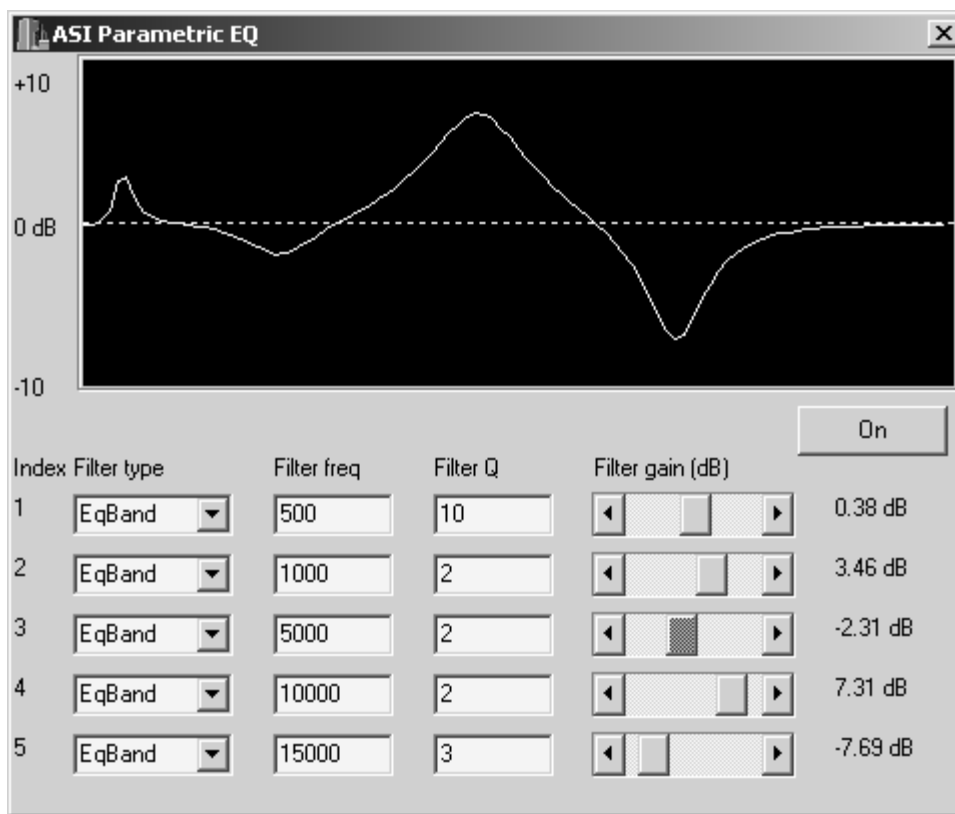 ASI Parametric EQ
+10
0 dB
-10
On
Index Filter type Filter freq Filter Q Filter gain (dB)
1 EqBand 500 10 0.38 dB
2 EqBand 1000 2 3.46 dB
3 EqBand 5000 2 -2.31 dB
4 EqBand 10000 2 7.31 dB
5 EqBand 15000 3 -7.69 dB